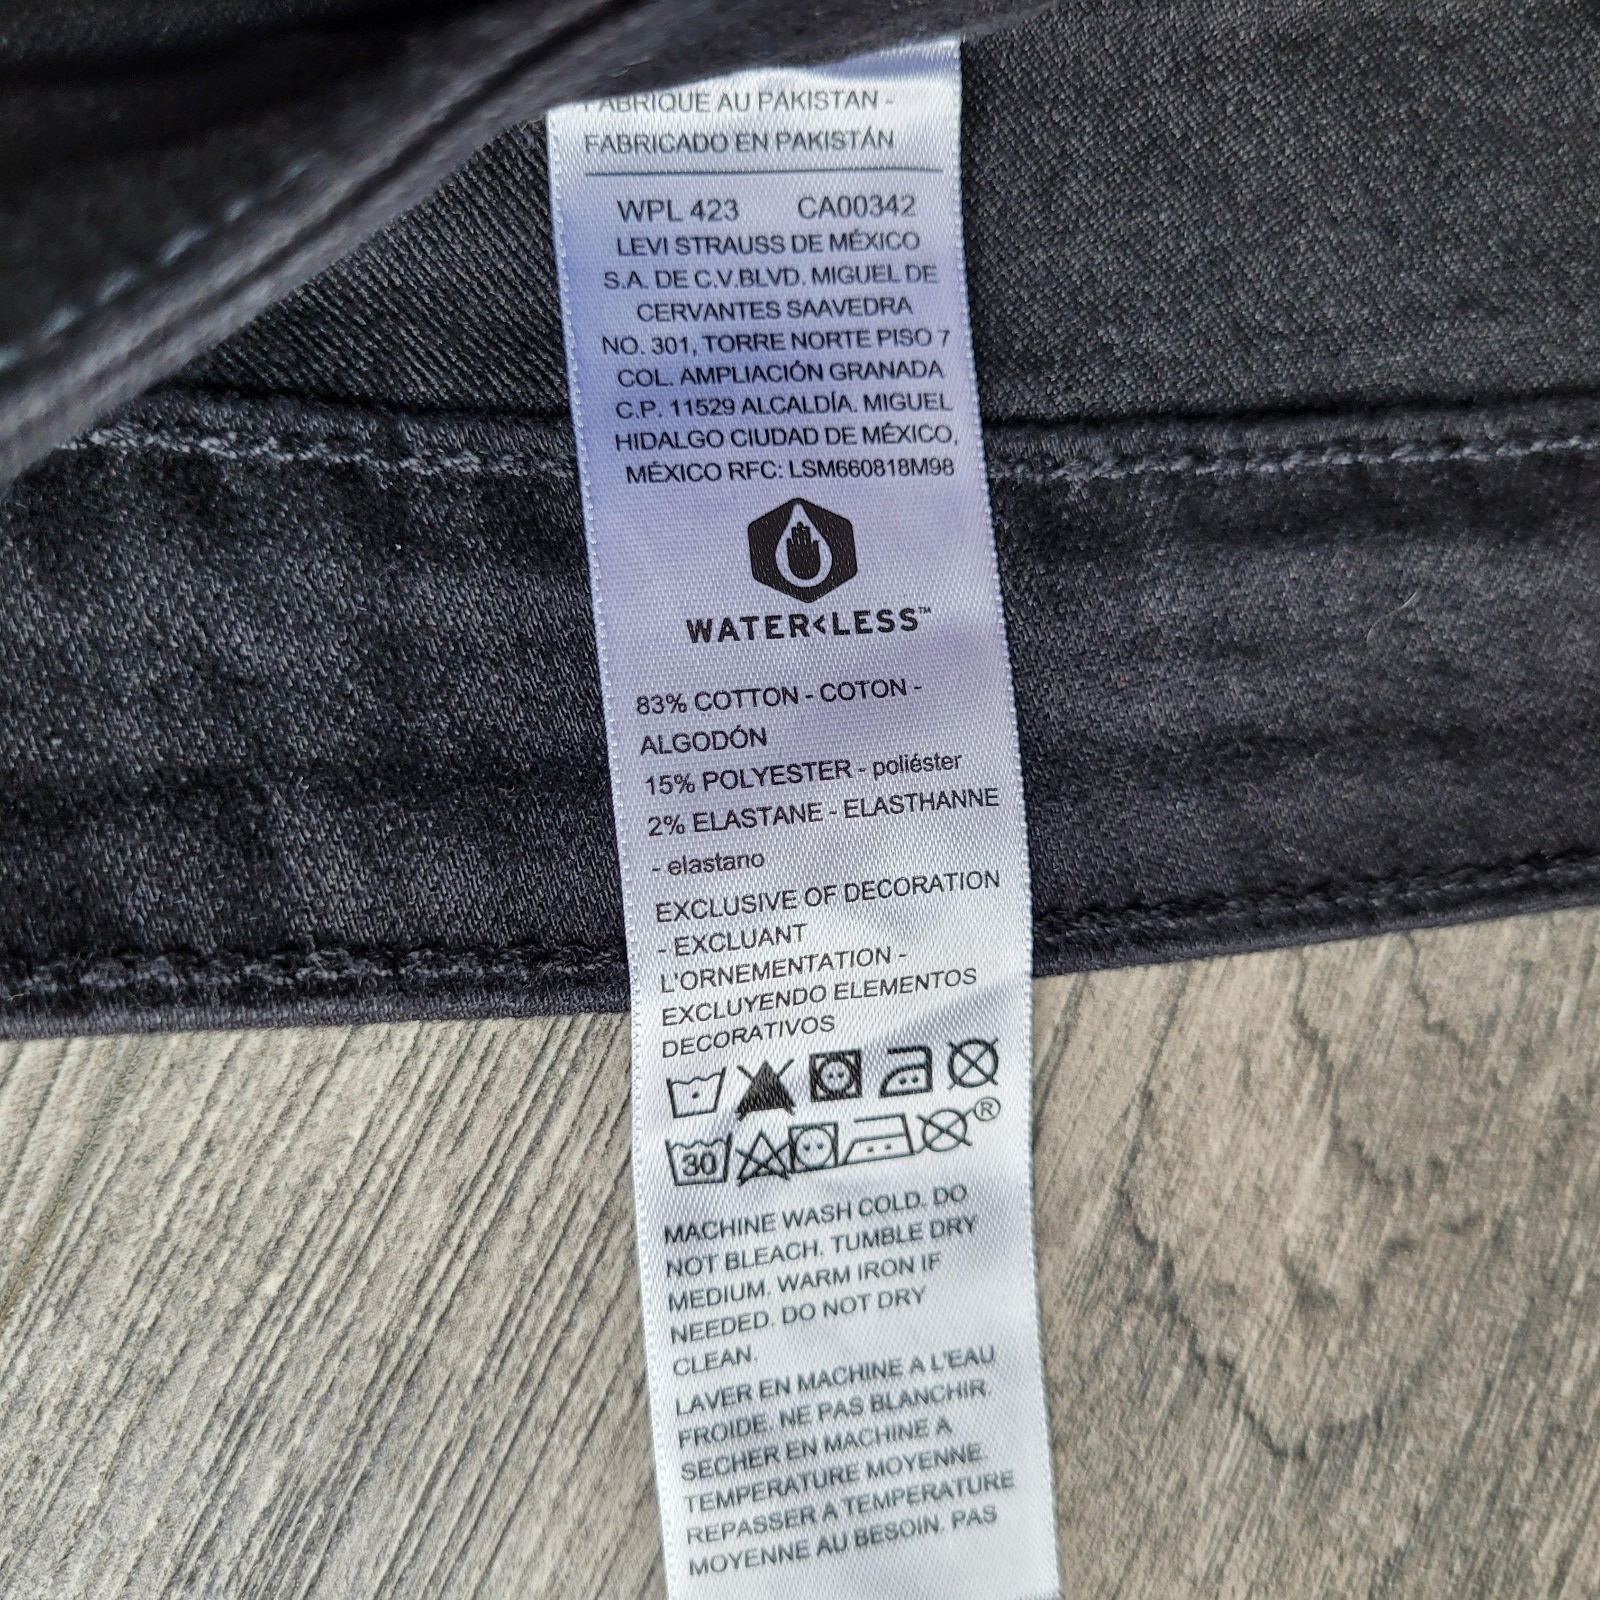 FABRIQUE AU PAKISTAN -
FABRICADO EN PAKISTÁN
WPL 423 CA00342
LEVI STRAUSS DE MÉXICO
S.A. DE C.V.BLVD. MIGUEL DE
CERVANTES SAAVEDRA
NO. 301, TORRE NORTE PISO 7
COL. AMPLIACIÓN GRANADA
C.P. 11529 ALCALDÍA. MIGUEL
HIDALGO CIUDAD DE MÉXICO,
MÉXICO RFC: LSM660818M98
WATER<LESS™
83% COTTON - COTON -
ALGODÓN
15% POLYESTER - poliéster
2% ELASTANE - ELASTHANNE
- elastano
EXCLUSIVE OF DECORATION
- EXCLUANT
L'ORNEMENTATION -
EXCLUYENDO ELEMENTOS
DECORATIVOS
30 ®
MACHINE WASH COLD. DO
NOT BLEACH. TUMBLE DRY
MEDIUM. WARM IRON IF
NEEDED. DO NOT DRY
CLEAN.
LAVER EN MACHINE A L'EAU
FROIDE. NE PAS BLANCHIR.
SECHER EN MACHINE A
TEMPERATURE MOYENNE.
REPASSER A TEMPERATURE
MOYENNE AU BESOIN. PAS